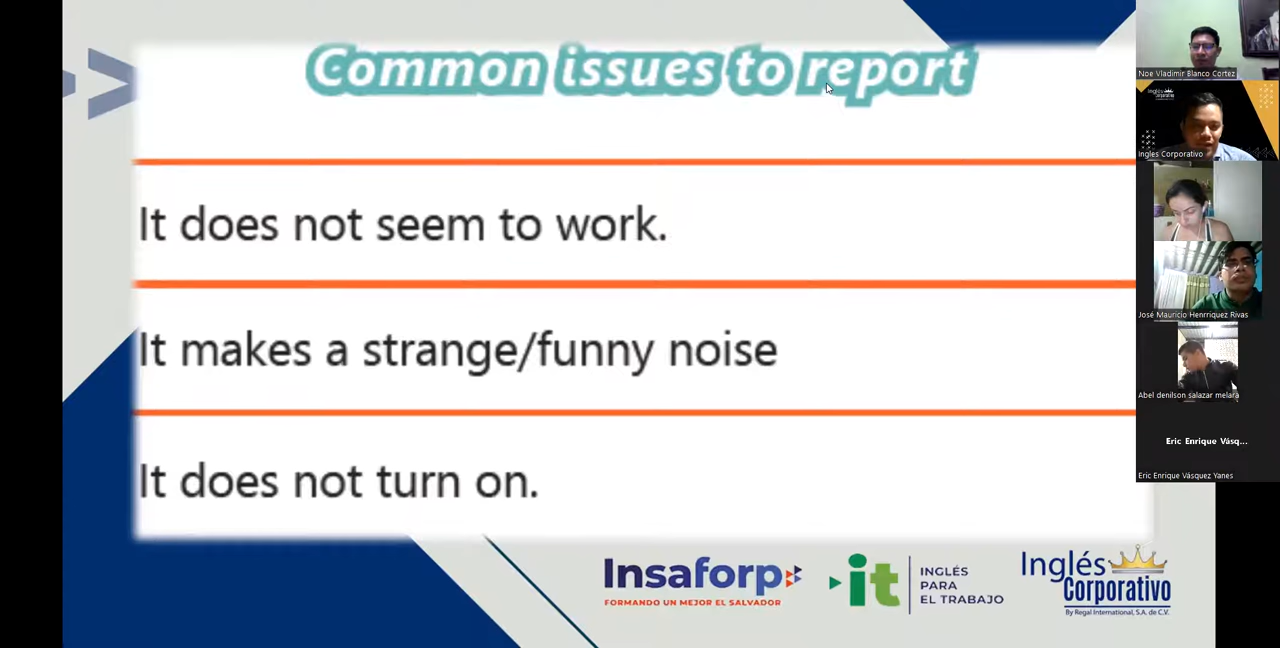 Common issues to report
It does not seem to work.
It makes a strange/funny noise
It does not turn on.
Insaforp
FORMANDO UN MEJOR EL SALVADOR
it
INGLÉS
PARA
EL TRABAJO
Inglés
Corporativo
By Regal International, S.A. de C.V.
Noe Vladimir Blanco Cortez
Inglés
Corporativo
Ingles Corporativo
José Mauricio Henrriquez Rivas
Abel denilson salazar melara
Eric Enrique Vásq...
Eric Enrique Vásquez Yanes